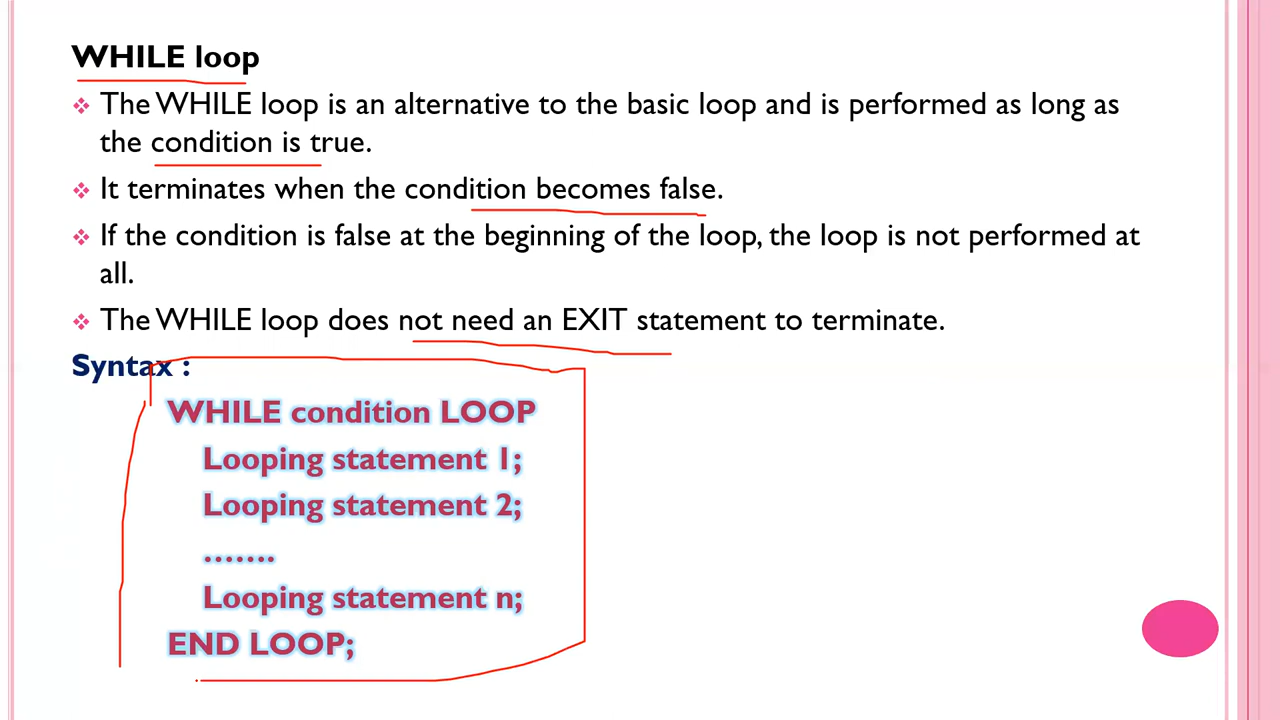 WHILE loop
❖ The WHILE loop is an alternative to the basic loop and is performed as long as
the condition is true.
❖ It terminates when the condition becomes false.
❖ If the condition is false at the beginning of the loop, the loop is not performed at
all.
❖ The WHILE loop does not need an EXIT statement to terminate.
Syntax :
WHILE condition LOOP
Looping statement 1;
Looping statement 2;
.......
Looping statement n;
END LOOP;